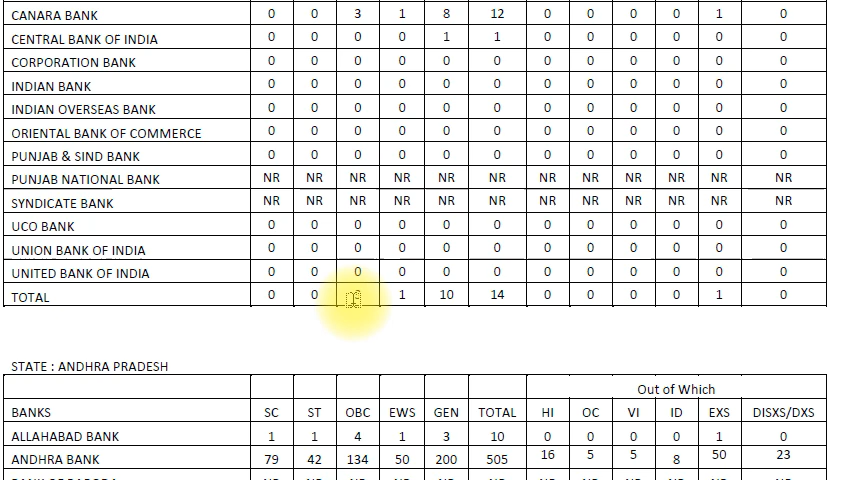 CANARA BANK 0 0 3 1 8 12 0 0 0 0 1 0
CENTRAL BANK OF INDIA 0 0 0 0 1 1 0 0 0 0 0 0
CORPORATION BANK 0 0 0 0 0 0 0 0 0 0 0 0
INDIAN BANK 0 0 0 0 0 0 0 0 0 0 0 0
INDIAN OVERSEAS BANK 0 0 0 0 0 0 0 0 0 0 0 0
ORIENTAL BANK OF COMMERCE 0 0 0 0 0 0 0 0 0 0 0 0
PUNJAB & SIND BANK 0 0 0 0 0 0 0 0 0 0 0 0
PUNJAB NATIONAL BANK NR NR NR NR NR NR NR NR NR NR NR NR
SYNDICATE BANK NR NR NR NR NR NR NR NR NR NR NR NR
UCO BANK 0 0 0 0 0 0 0 0 0 0 0 0
UNION BANK OF INDIA 0 0 0 0 0 0 0 0 0 0 0 0
UNITED BANK OF INDIA 0 0 0 0 0 0 0 0 0 0 0 0
TOTAL 0 0 1 10 14 0 0 0 0 1 0
STATE : ANDHRA PRADESH
Out of Which
BANKS SC ST OBC EWS GEN TOTAL HI OC VI ID EXS DISXS/DXS
ALLAHABAD BANK 1 1 4 1 3 10 0 0 0 0 1 0
ANDHRA BANK 79 42 134 50 200 505 16 5 5 8 50 23